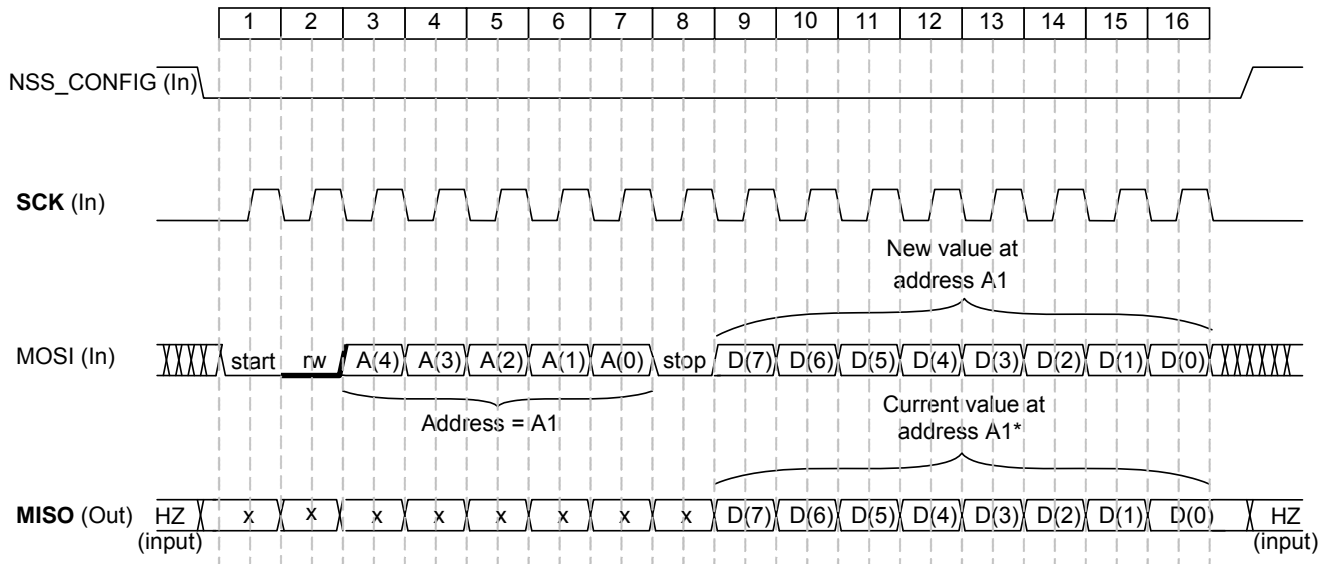 1 2 3 4 5 6 7 8 9 10 11 12 13 14 15 16
NSS_CONFIG (In)
SCK (In)
New value at
address A1
MOSI (In) start rw A(4) A(3) A(2) A(1) A(0) stop D(7) D(6) D(5) D(4) D(3) D(2) D(1) D(0)
Address = A1
Current value at
address A1*
MISO (Out) HZ x x x x x x x x D(7) D(6) D(5) D(4) D(3) D(2) D(1) D(0) HZ
(input) (input)